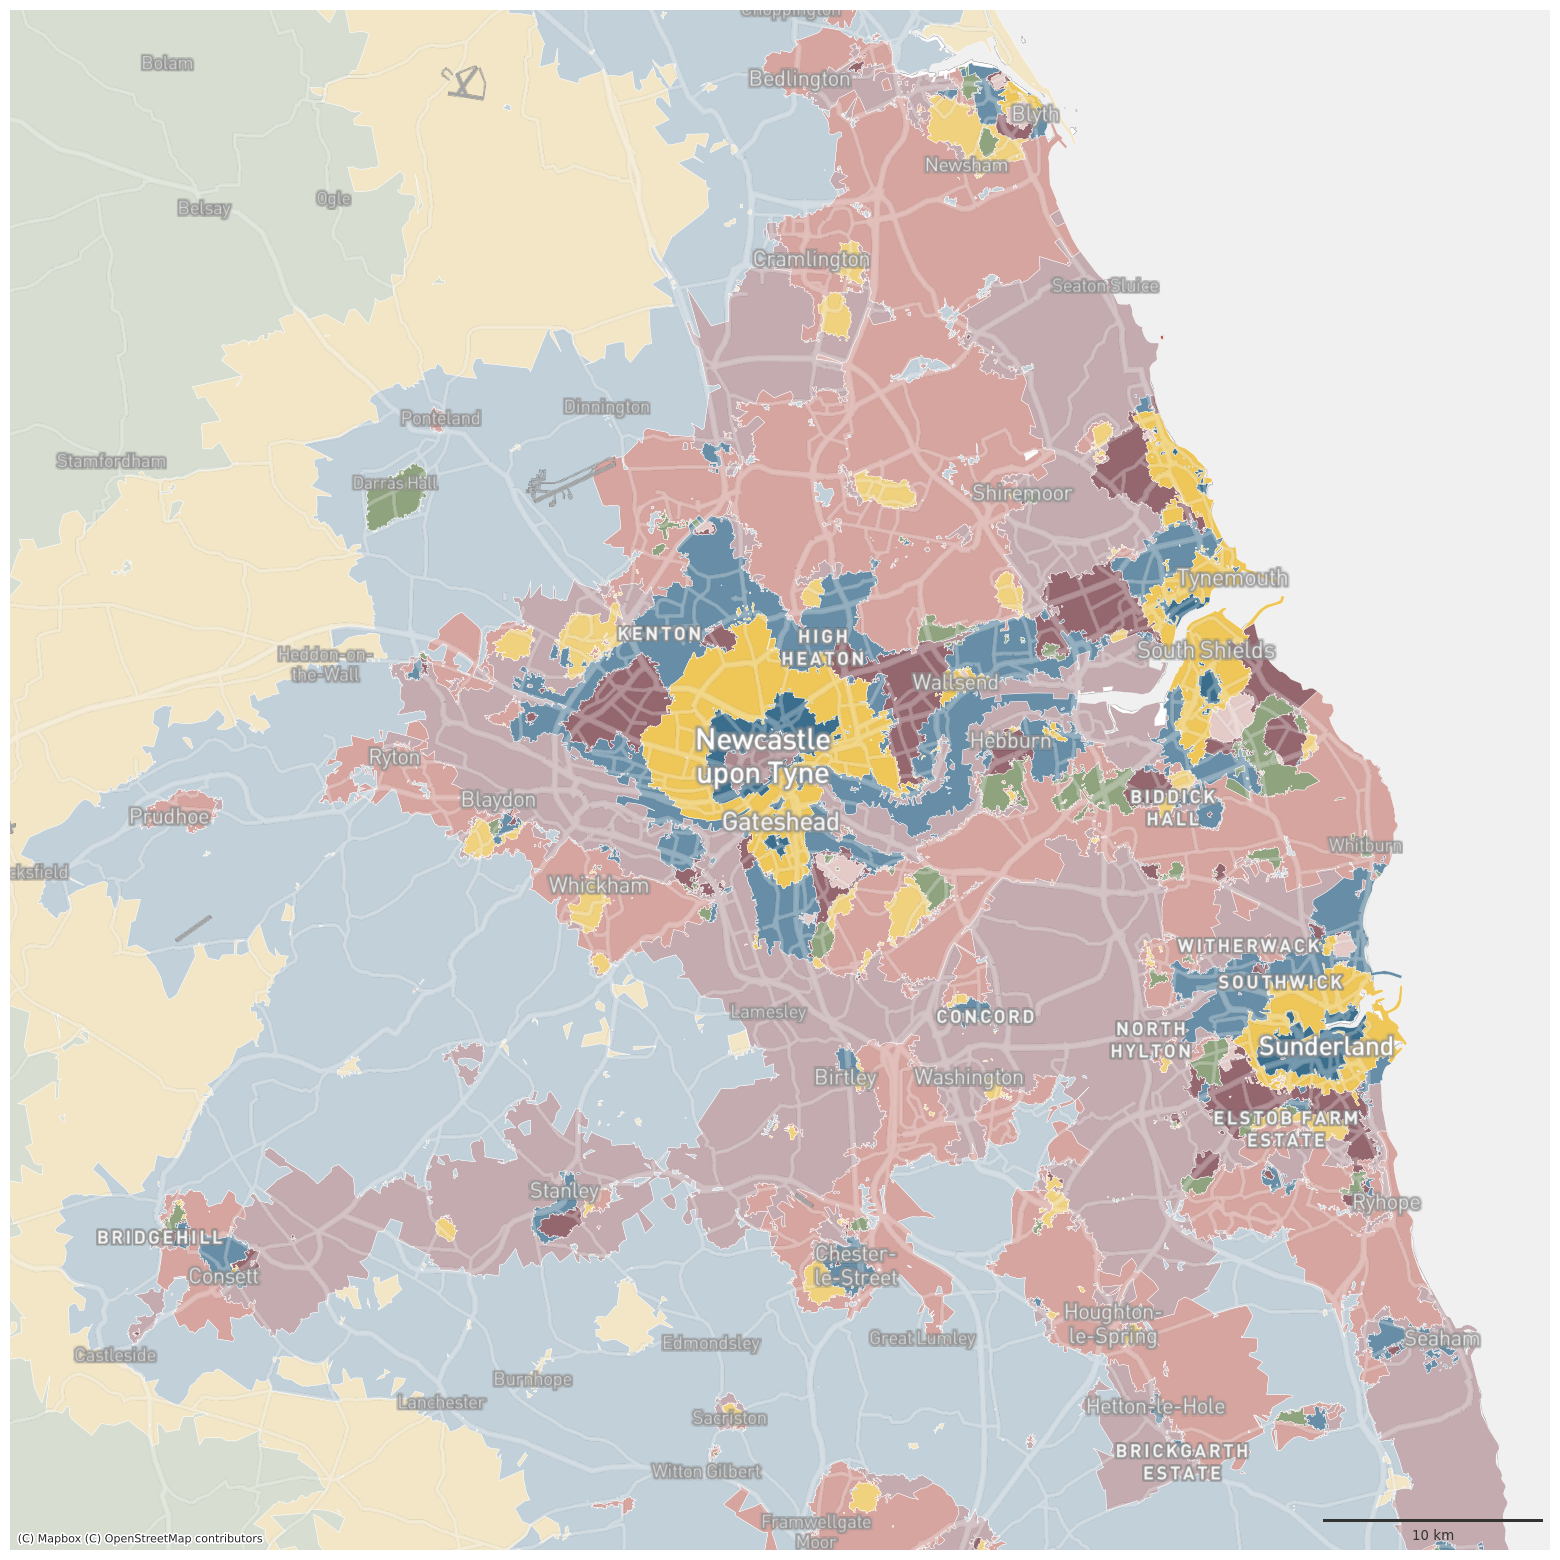 Choppington
Bolam
Bedlington
Blyth
Newsham
Ogle
Belsay
Cramlington
Seaton Sluice
Dinnington
Ponteland
Stamfordham
Darras Hall
Shiremoor
Tynemouth
KENTON
HIGH
HEATON
South Shields
Heddon-on-
the-Wall
Wallsend
Newcastle
upon Tyne
Hebburn
Ryton
Blaydon
BIDDICK
HALL
Prudhoe
Gateshead
Whitburn
cksfield
Whickham
WITHERWACK
SOUTHWICK
Lamesley
CONCORD
NORTH
HYLTON
Sunderland
Birtley
Washington
ELSTOB FARM
ESTATE
Stanley
Ryhope
BRIDGEHILL
Consett
Chester-
le-Street
Houghton-
le-Spring
Edmondsley
Great Lumley
Seaham
Castleside
Burnhope
Lanchester
Sacriston
Hetton-le-Hole
BRICKGARTH
ESTATE
Witton Gilbert
Framwellgate
Moor
10 km
(C) Mapbox (C) OpenStreetMap contributors